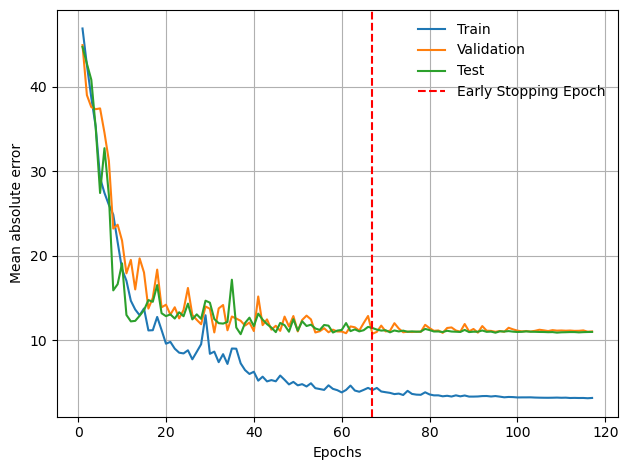 Train
Validation
Test
Early Stopping Epoch
Mean absolute error
40
30
20
10
0
20
40
60
80
100
120
Epochs